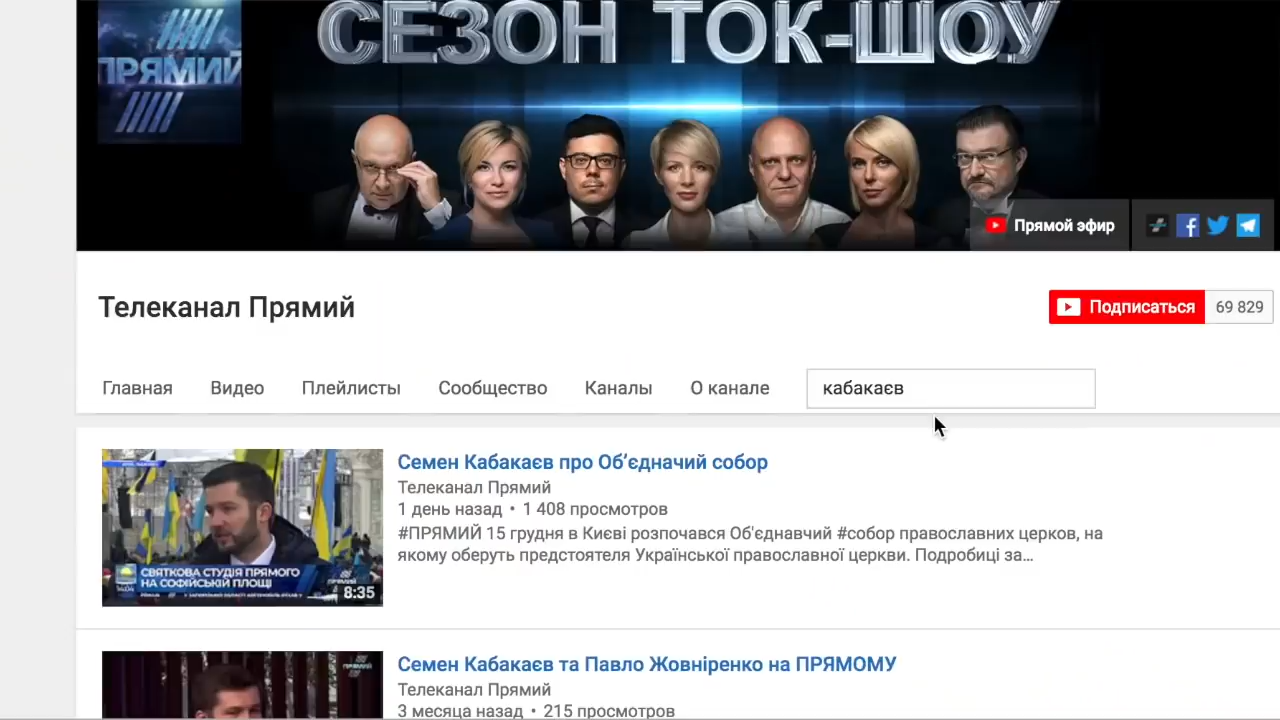 СЕЗОН ТОК-ШОУ
ПРЯМИЙ
Прямой эфир
Телеканал Прямий
Подписаться 69 829
Главная Видео Плейлисты Сообщество Каналы О канале кабакаєв
Семен Кабакаєв про Об’єдначий собор
Телеканал Прямий
1 день назад • 1 408 просмотров
#ПРЯМИЙ 15 грудня в Києві розпочався Об'єднавчий #собор православних церков, на
якому оберуть предстоятеля Української православної церкви. Подробиці за...
СВЯТКОВА СТУДІЯ ПРЯМОГО
НА СОФІЙСЬКІЙ ПЛОЩІ
ПРЯМИЙ
8:35
Семен Кабакаєв та Павло Жовніренко на ПРЯМОМУ
Телеканал Прямий
3 месяца назад • 215 просмотров
ПРЯМИЙ